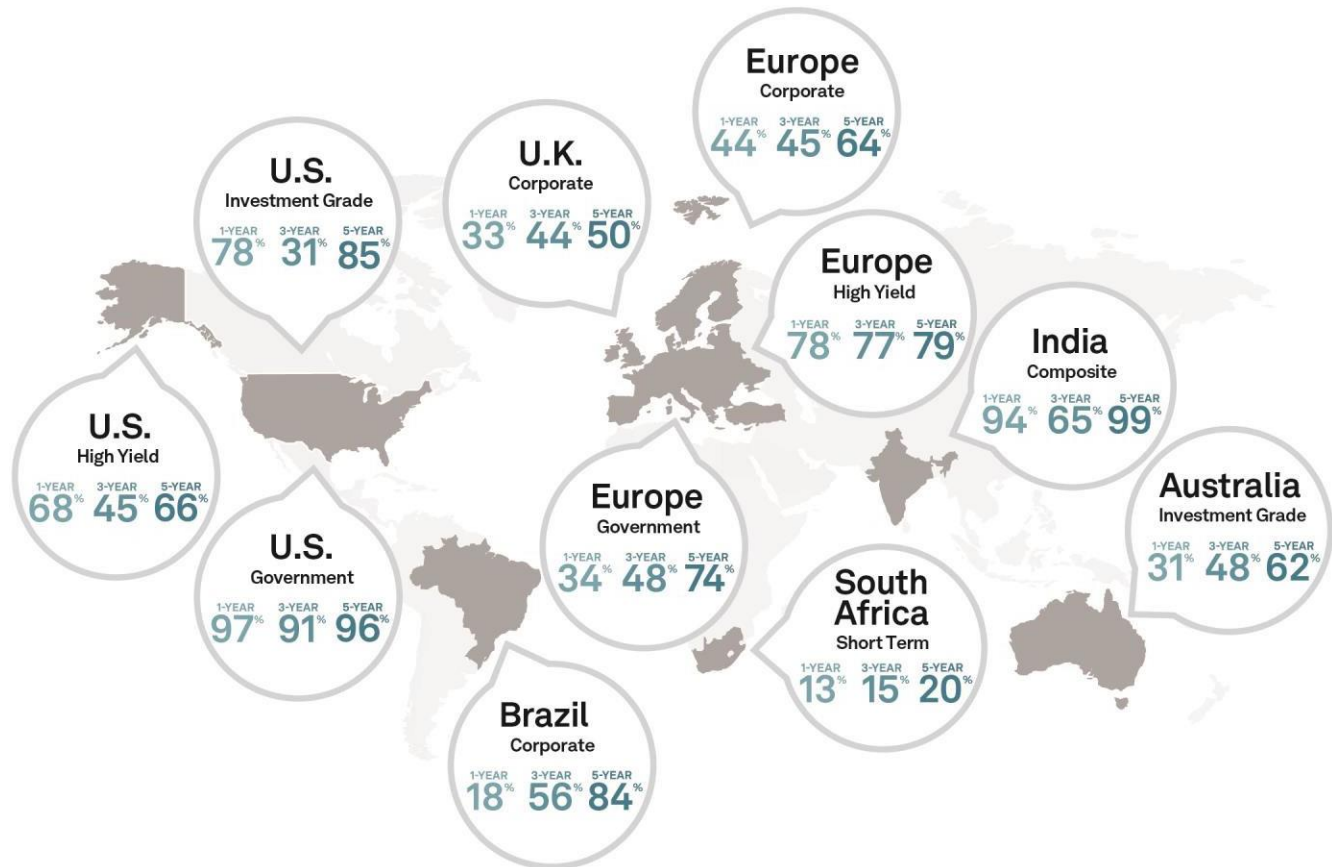 Europe
Corporate
1-YEAR 3-YEAR 5-YEAR
44% 45% 64%
U.S.
Investment Grade
1-YEAR 3-YEAR 5-YEAR
78% 31% 85%
U.K.
Corporate
1-YEAR 3-YEAR 5-YEAR
33% 44% 50%
Europe
High Yield
1-YEAR 3-YEAR 5-YEAR
78% 77% 79%
India
Composite
1-YEAR 3-YEAR 5-YEAR
94% 65% 99%
U.S.
High Yield
1-YEAR 3-YEAR 5-YEAR
68% 45% 66%
Europe
Government
1-YEAR 3-YEAR 5-YEAR
34% 48% 74%
Australia
Investment Grade
1-YEAR 3-YEAR 5-YEAR
31% 48% 62%
U.S.
Government
1-YEAR 3-YEAR 5-YEAR
97% 91% 96%
South
Africa
Short Term
1-YEAR 3-YEAR 5-YEAR
13% 15% 20%
Brazil
Corporate
1-YEAR 3-YEAR 5-YEAR
18% 56% 84%